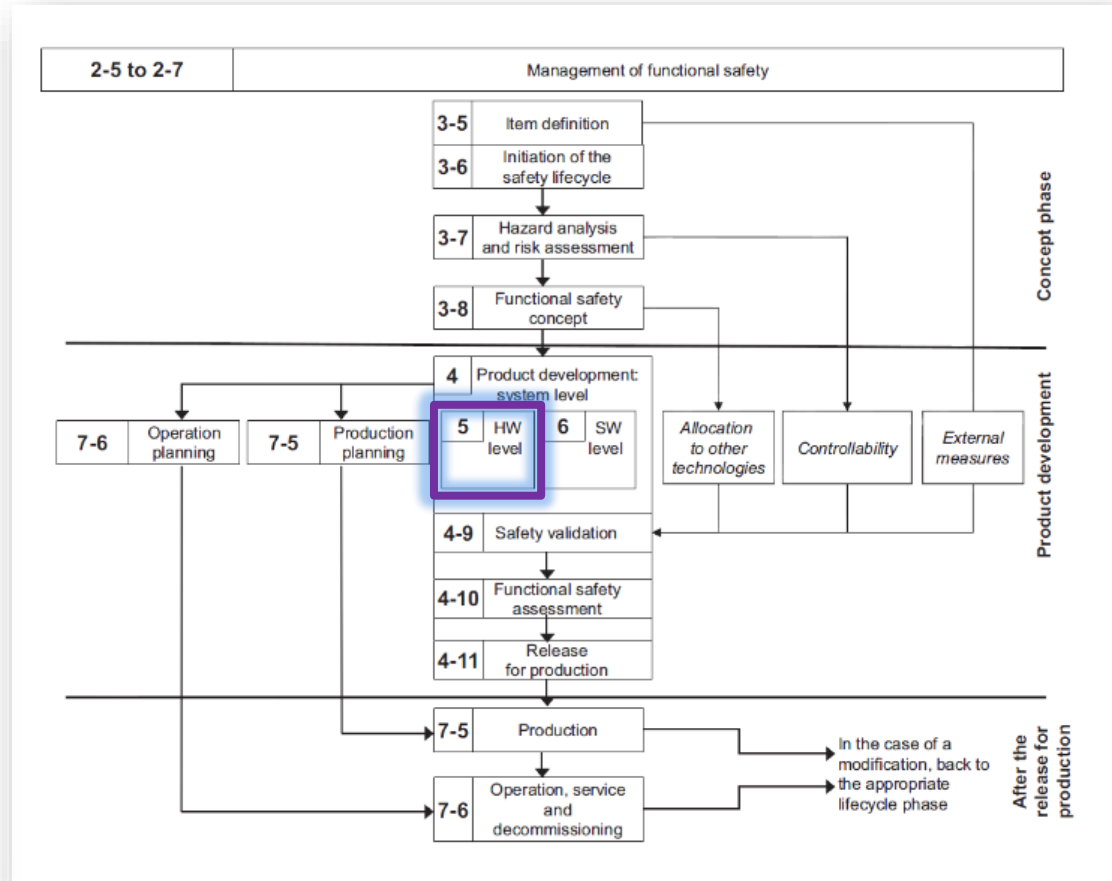 2-5 to 2-7
Management of functional safety
3-5
Item definition
3-6
Initiation of the
safety lifecycle
3-7
Hazard analysis
and risk assessment
3-8
Functional safety
concept
Concept phase
4
Product development:
system level
5
HW
level
6
SW
level
7-6
Operation
planning
7-5
Production
planning
Allocation
to other
technologies
Controllability
External
measures
4-9
Safety validation
4-10
Functional safety
assessment
4-11
Release
for production
Product development
7-5
Production
7-6
Operation, service
and
decommissioning
In the case of a
modification, back to
the appropriate
lifecycle phase
After the
release for
production